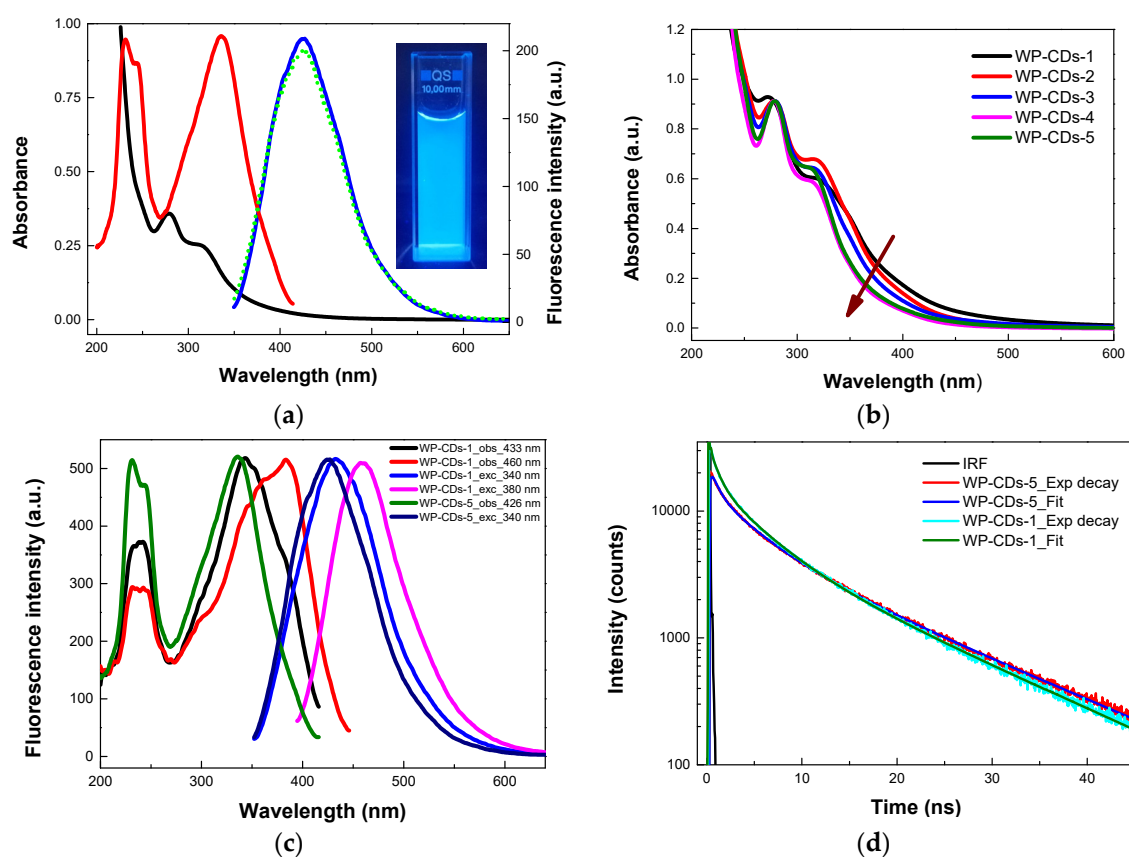 1.00
0.75
0.50
0.25
0.00
Absorbance
200 300 400 500 600
Wavelength (nm)
200
150
100
50
0
Fluorescence intensity (a.u.)
QS
10,00mm
(a)
1.2
1.0
0.8
0.6
0.4
0.2
0.0
Absorbance (a.u.)
200 300 400 500 600
Wavelength (nm)
WP-CDs-1
WP-CDs-2
WP-CDs-3
WP-CDs-4
WP-CDs-5
(b)
500
400
300
200
100
0
Fluorescence intensity (a.u.)
200 300 400 500 600
Wavelength (nm)
WP-CDs-1_obs_433 nm
WP-CDs-1_obs_460 nm
WP-CDs-1_exc_340 nm
WP-CDs-1_exc_380 nm
WP-CDs-5_obs_426 nm
WP-CDs-5_exc_340 nm
(c)
10000
1000
100
Intensity (counts)
0 10 20 30 40
Time (ns)
IRF
WP-CDs-5_Exp decay
WP-CDs-5_Fit
WP-CDs-1_Exp decay
WP-CDs-1_Fit
(d)